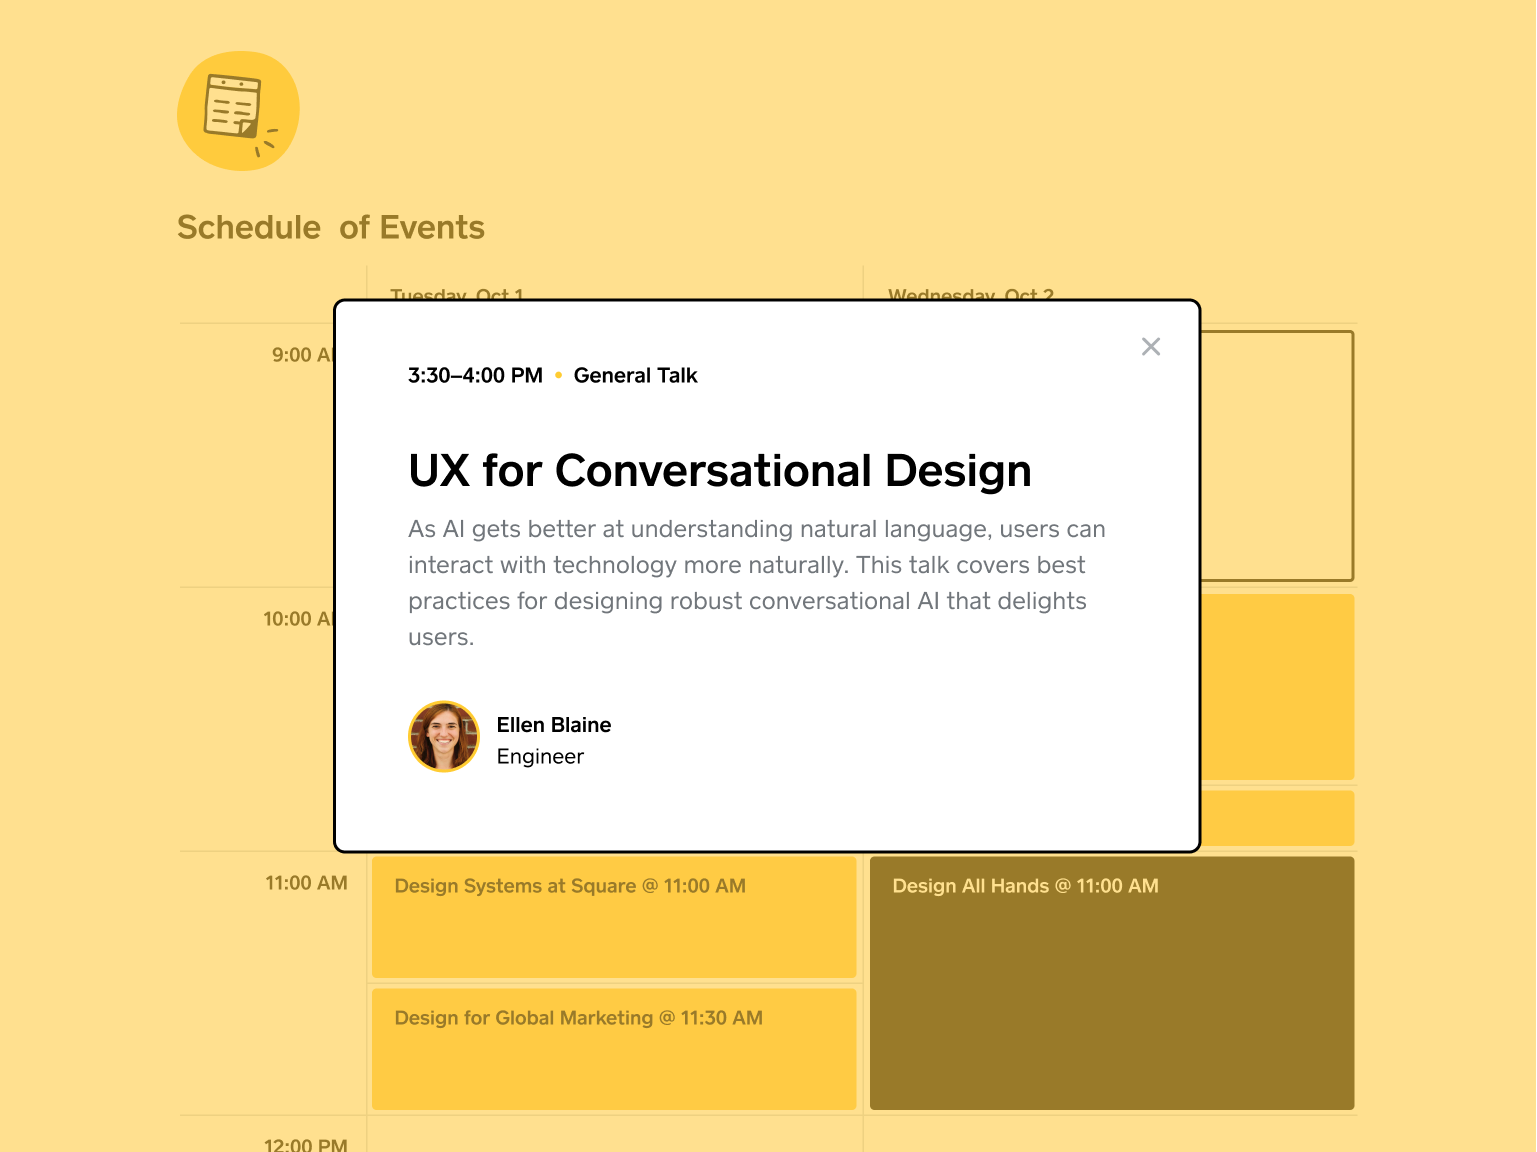 Schedule of Events
Tuesday, Oct 1
Wednesday, Oct 2
9:00 AM
3:30–4:00 PM • General Talk
UX for Conversational Design
As AI gets better at understanding natural language, users can
interact with technology more naturally. This talk covers best
practices for designing robust conversational AI that delights
users.
Ellen Blaine
Engineer
10:00 AM
11:00 AM
Design Systems at Square @ 11:00 AM
Design All Hands @ 11:00 AM
Design for Global Marketing @ 11:30 AM
12:00 PM